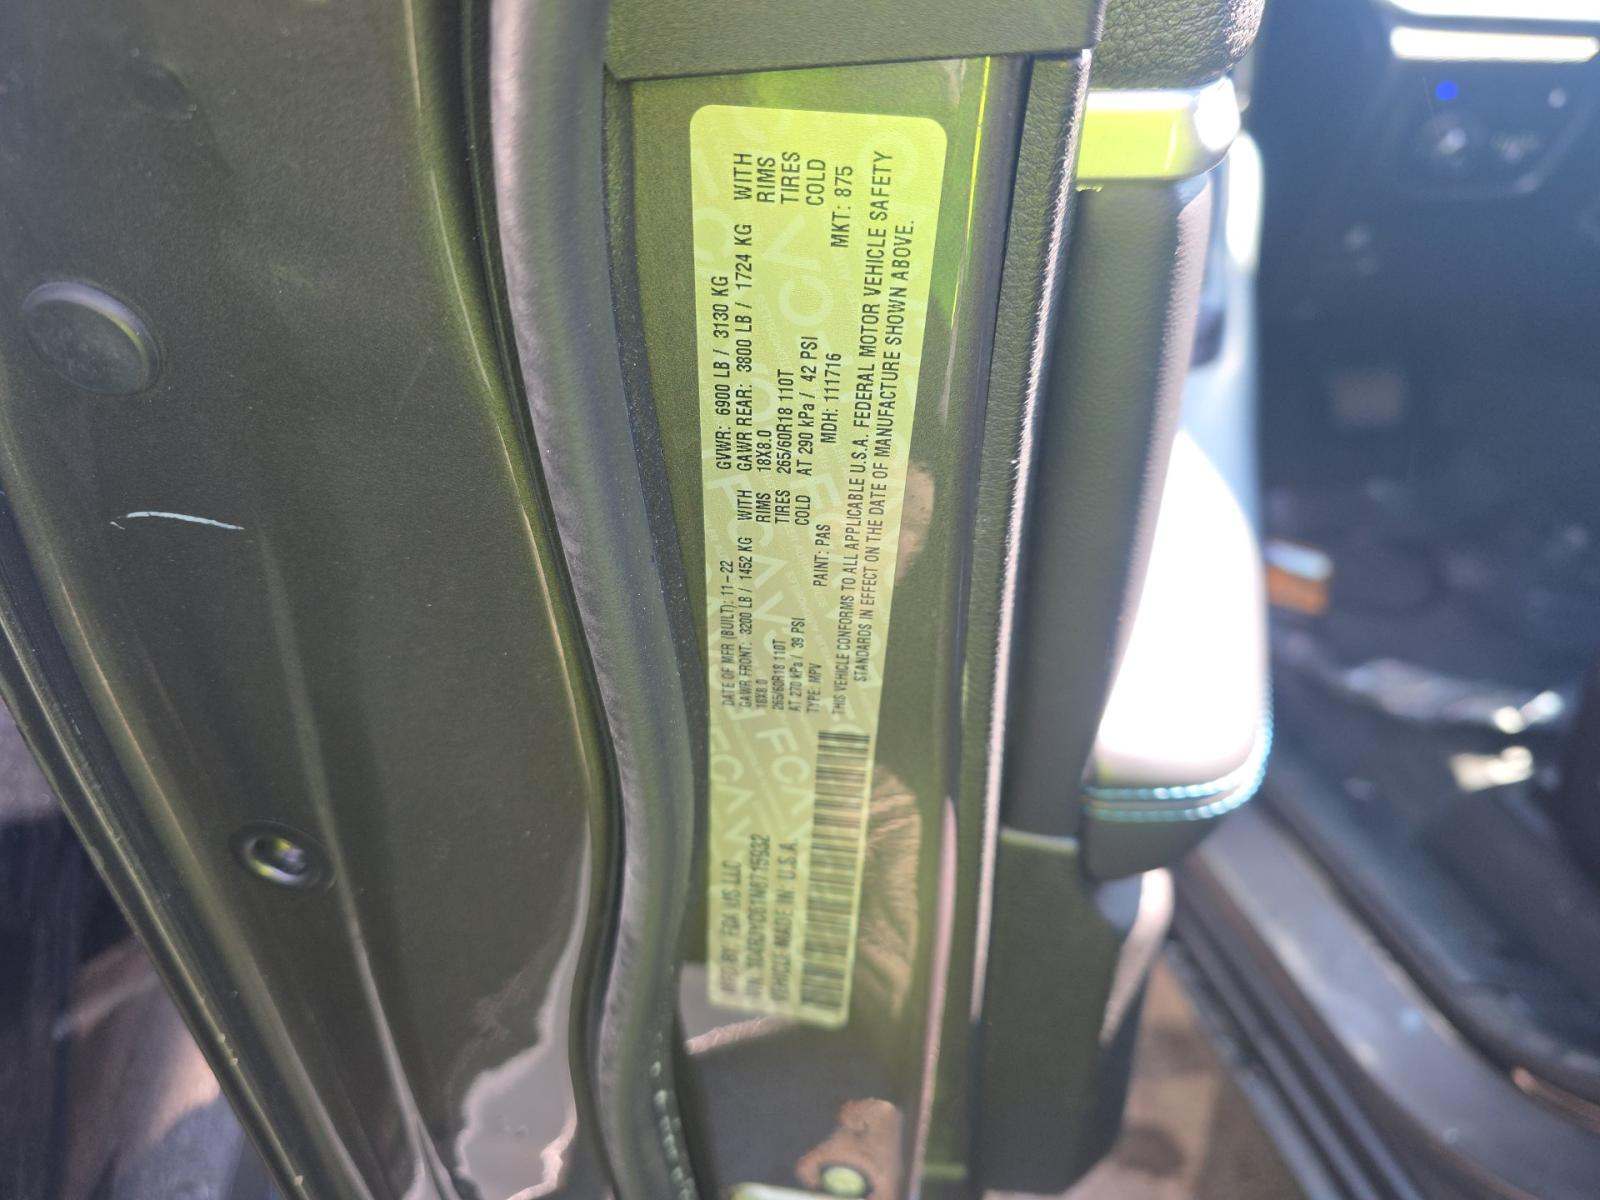 MFD BY: FCA US LLC
DATE OF MFR (BUILT): 11-22 GVWR: 6900 LB / 3130 KG
GAWR FRONT: 3200 LB / 1452 KG WITH GAWR REAR: 3800 LB / 1724 KG WITH
18X8.0 RIMS 18X8.0 RIMS
265/60R18 110T TIRES 265/60R18 110T TIRES
AT 270 kPa / 39 PSI COLD AT 290 kPa / 42 PSI COLD
VEHICLE MADE IN U.S.A.
TYPE: MPV PAINT: PAS MDH: 111716 MKT: 875
THIS VEHICLE CONFORMS TO ALL APPLICABLE U.S.A. FEDERAL MOTOR VEHICLE SAFETY
STANDARDS IN EFFECT ON THE DATE OF MANUFACTURE SHOWN ABOVE.